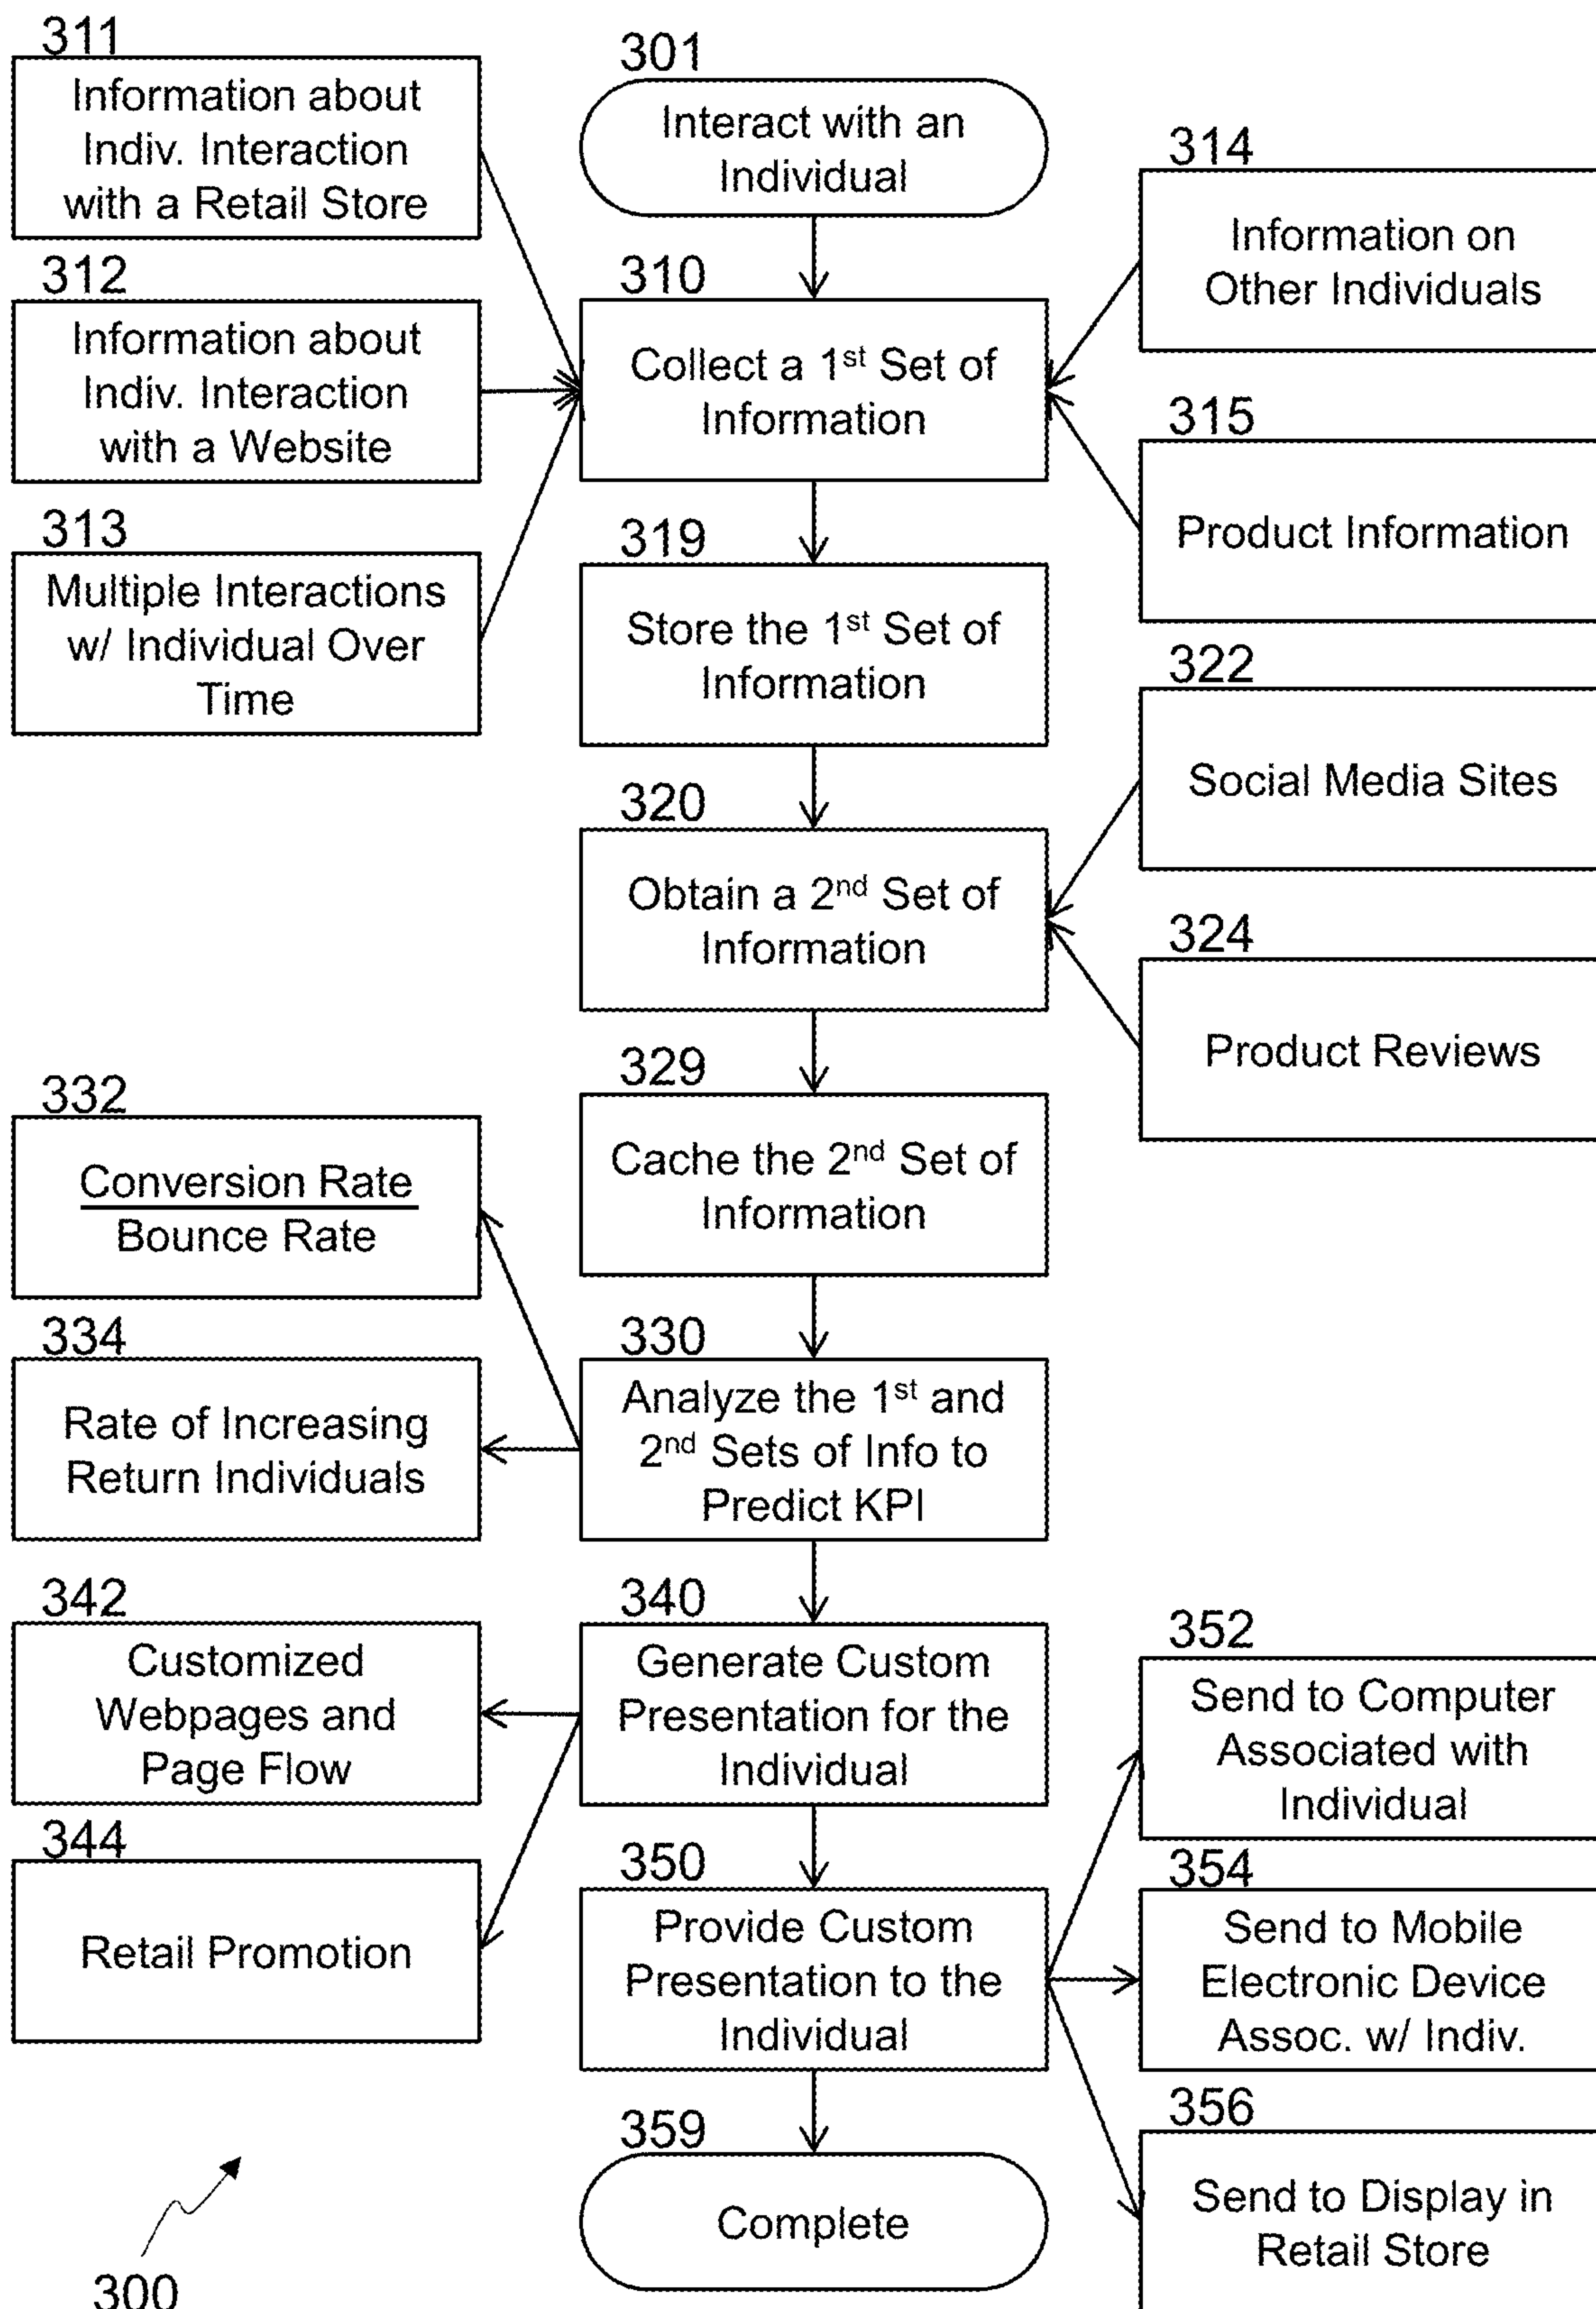 311
Information about
Indiv. Interaction
with a Retail Store
301
Interact with an
Individual
314
Information on
Other Individuals
312
Information about
Indiv. Interaction
with a Website
310
Collect a 1st Set of
Information
315
Product Information
313
Multiple Interactions
w/ Individual Over
Time
319
Store the 1st Set of
Information
322
Social Media Sites
320
Obtain a 2nd Set of
Information
324
Product Reviews
329
Cache the 2nd Set of
Information
332
Conversion Rate
Bounce Rate
334
Rate of Increasing
Return Individuals
330
Analyze the 1st and
2nd Sets of Info to
Predict KPI
342
Customized
Webpages and
Page Flow
340
Generate Custom
Presentation for the
Individual
352
Send to Computer
Associated with
Individual
344
Retail Promotion
350
Provide Custom
Presentation to the
Individual
354
Send to Mobile
Electronic Device
Assoc. w/ Indiv.
359
Complete
356
Send to Display in
Retail Store
300